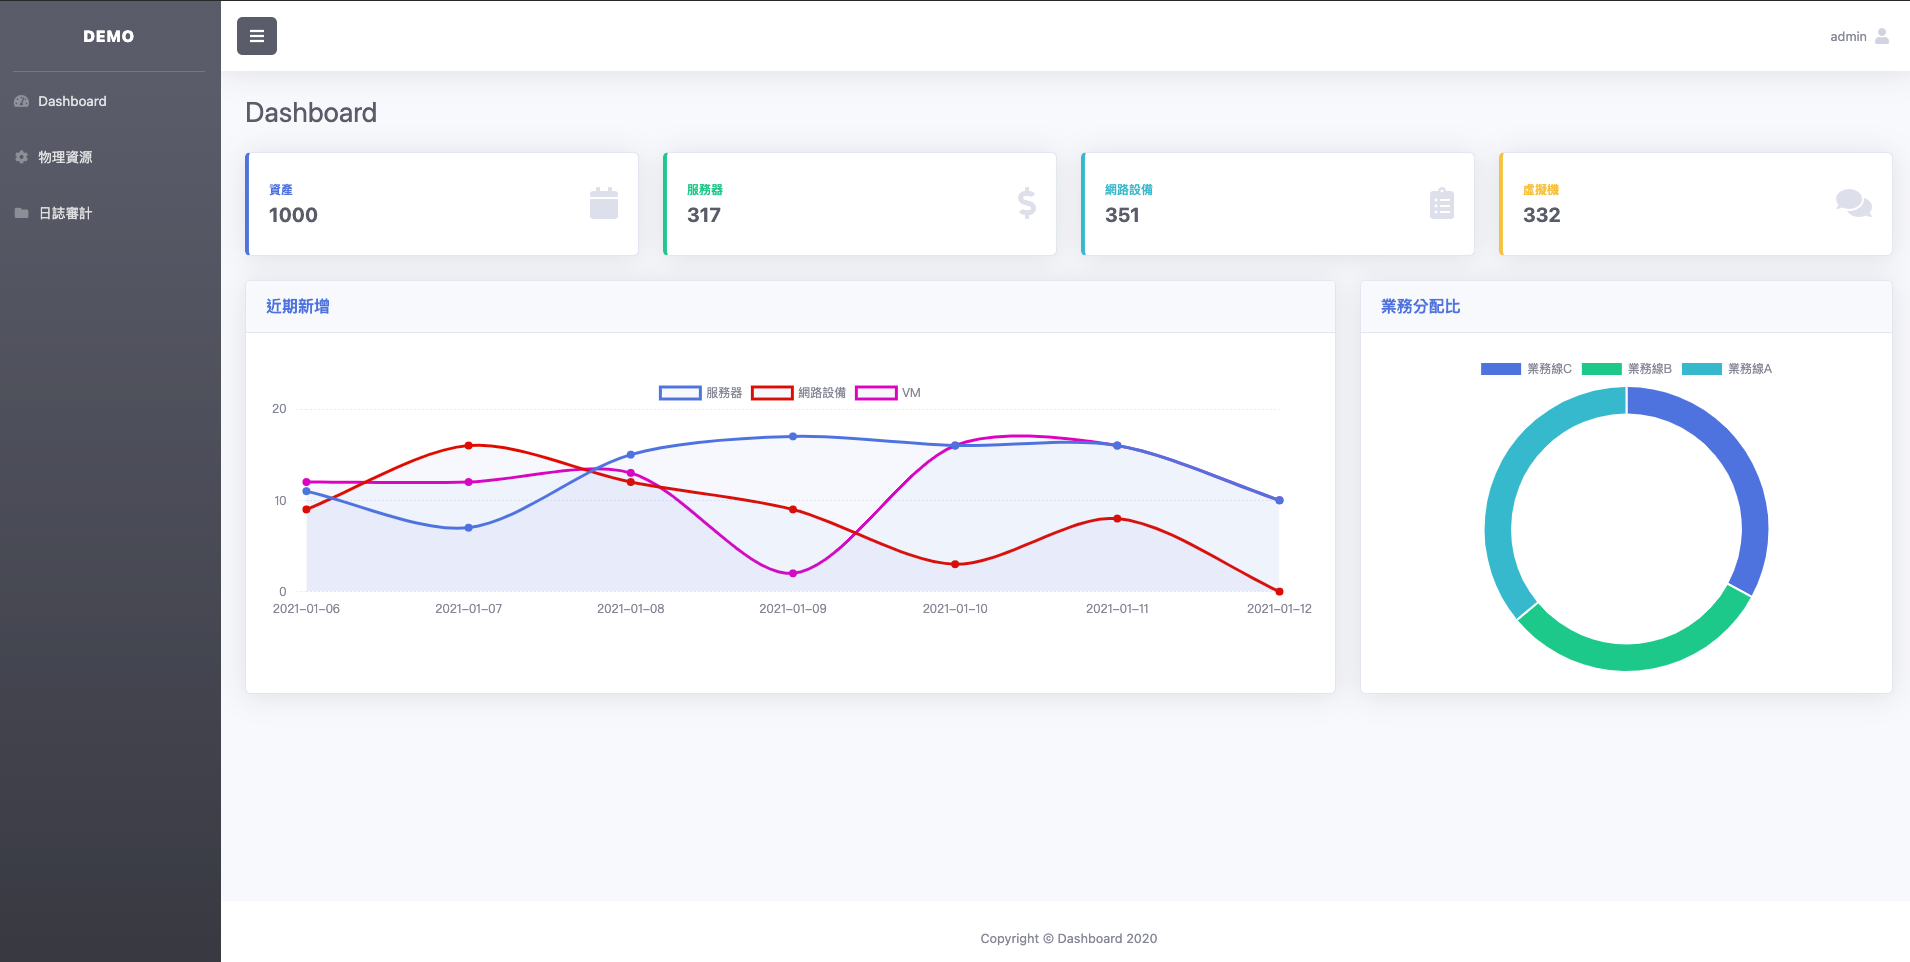 DEMO
admin
Dashboard
物理資源
日誌審計
Dashboard
資產
1000
服務器
317
網路設備
351
虛擬機
332
近期新增
服務器 網路設備 VM
20
10
0
2021-01-06 2021-01-07 2021-01-08 2021-01-09 2021-01-10 2021-01-11 2021-01-12
業務分配比
業務線C 業務線B 業務線A
Copyright © Dashboard 2020